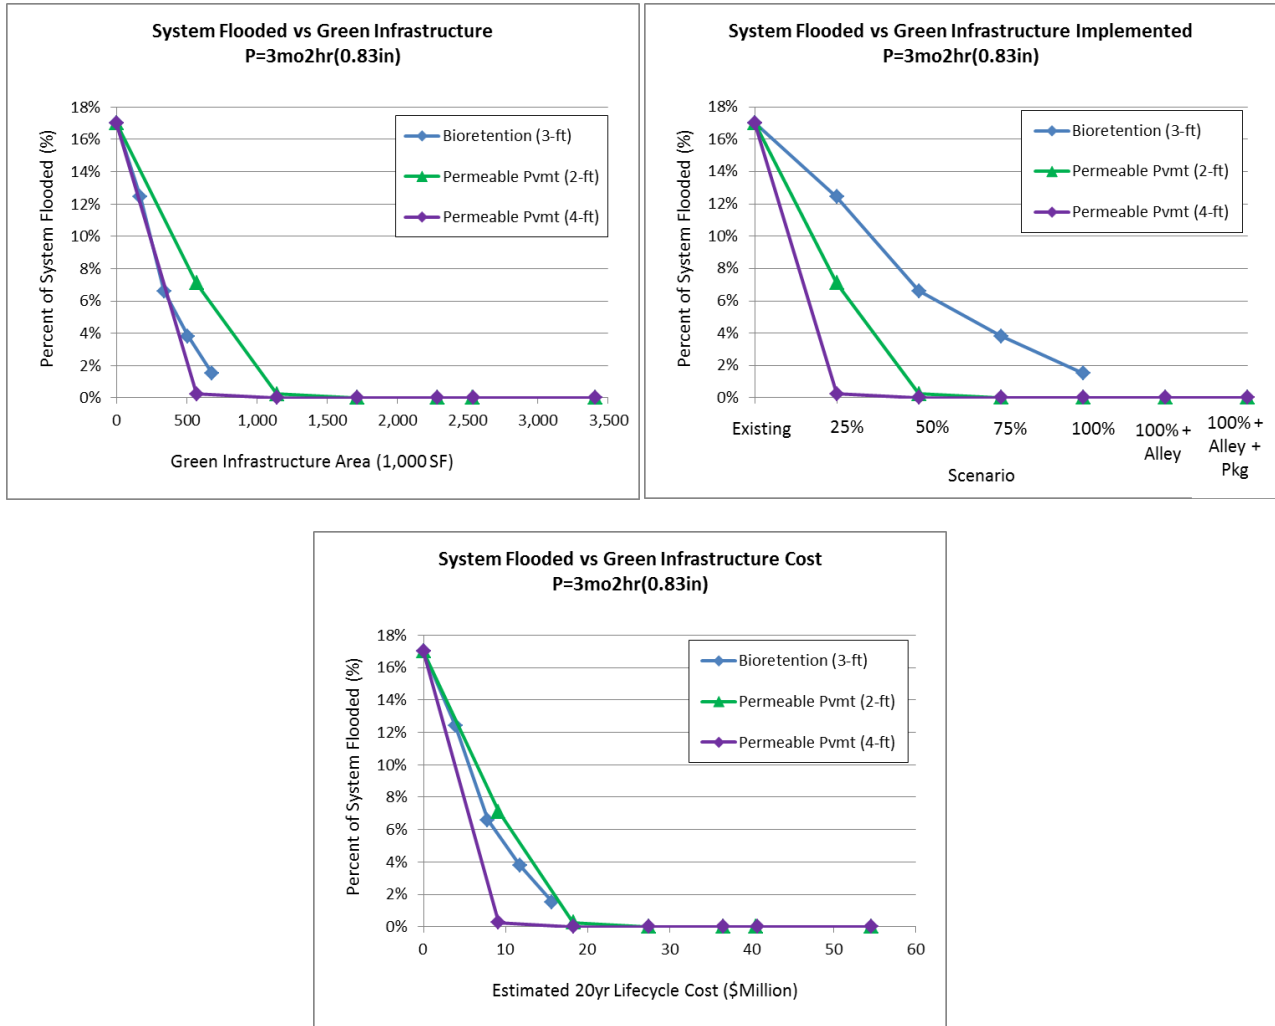 System Flooded vs Green Infrastructure
P=3mo2hr(0.83in)
18%
16%
14%
12%
10%
8%
6%
4%
2%
0%
Percent of System Flooded (%)
Bioretention (3-ft)
Permeable Pvmt (2-ft)
Permeable Pvmt (4-ft)
0 500 1,000 1,500 2,000 2,500 3,000 3,500
Green Infrastructure Area (1,000 SF)
System Flooded vs Green Infrastructure Implemented
P=3mo2hr(0.83in)
18%
16%
14%
12%
10%
8%
6%
4%
2%
0%
Percent of System Flooded (%)
Bioretention (3-ft)
Permeable Pvmt (2-ft)
Permeable Pvmt (4-ft)
Existing 25% 50% 75% 100% 100% + Alley 100% + Alley + Pkg
Scenario
System Flooded vs Green Infrastructure Cost
P=3mo2hr(0.83in)
18%
16%
14%
12%
10%
8%
6%
4%
2%
0%
Percent of System Flooded (%)
Bioretention (3-ft)
Permeable Pvmt (2-ft)
Permeable Pvmt (4-ft)
0 10 20 30 40 50 60
Estimated 20yr Lifecycle Cost ($Million)